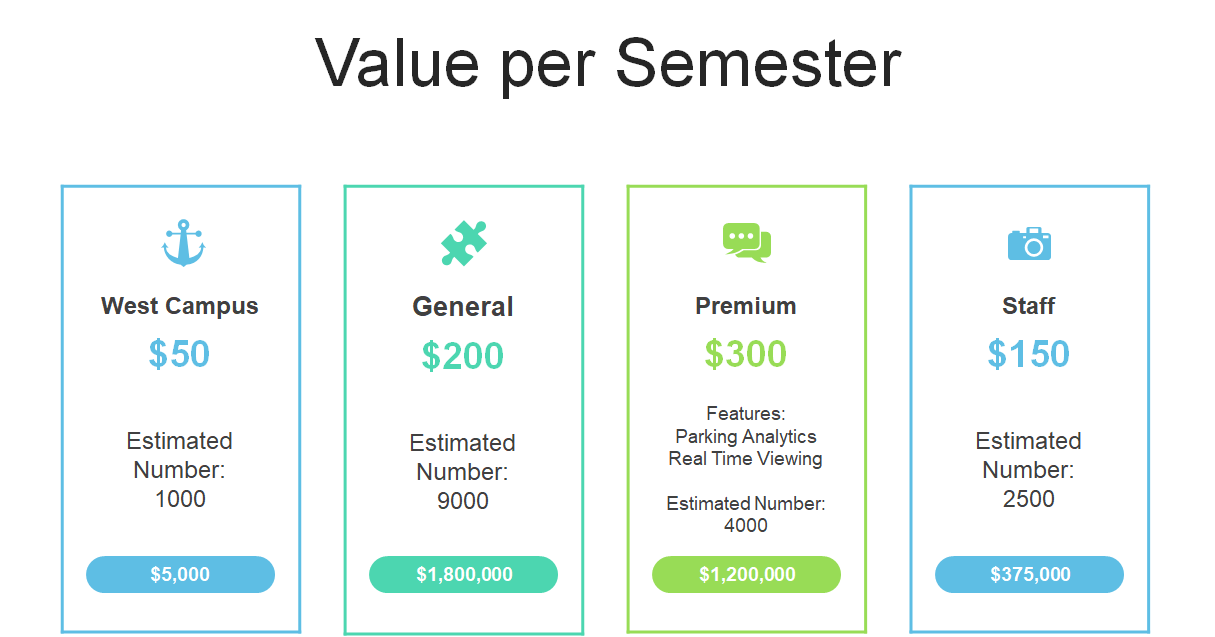 Value per Semester
West Campus
$50
Estimated
Number:
1000
$5,000
General
$200
Estimated
Number:
9000
$1,800,000
Premium
$300
Features:
Parking Analytics
Real Time Viewing
Estimated Number:
4000
$1,200,000
Staff
$150
Estimated
Number:
2500
$375,000